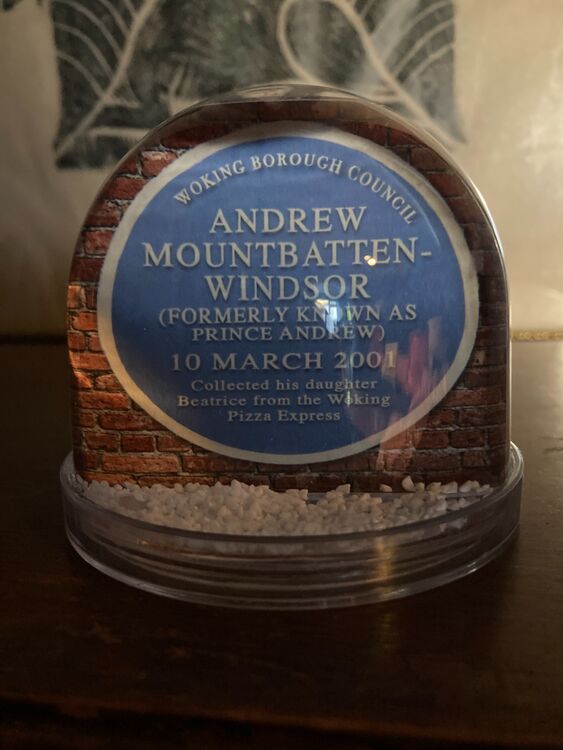 WOKING BOROUGH COUNCIL
ANDREW
MOUNTBATTEN-
WINDSOR
(FORMERLY KNOWN AS
PRINCE ANDREW)
10 MARCH 2001
Collected his daughter
Beatrice from the Woking
Pizza Express